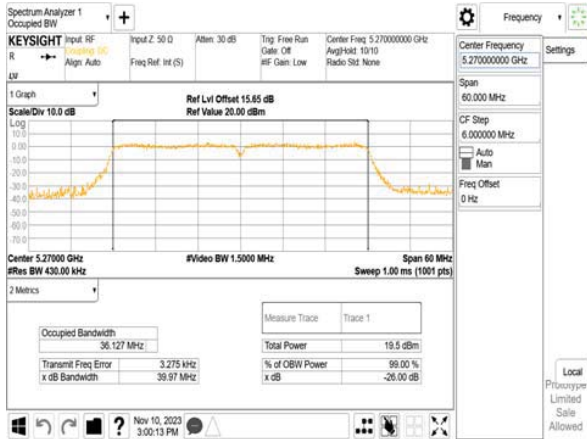 Spectrum Analyzer 1
Occupied BW
+
Frequency
KEYSIGHT
R
Input: RF
Coupling: DC
Align: Auto
Input Z: 50 Ω
Freq Ref: Int (S)
Atten: 30 dB
Trig: Free Run
Gate: Off
#IF Gain: Low
Center Freq: 5.270000000 GHz
Avg|Hold: 10/10
Radio Std: None
1 Graph
Ref Lvl Offset 15.65 dB
Scale/Div 10.0 dB
Ref Value 20.00 dBm
Log
10.0
0.00
-10.0
-20.0
-30.0
-40.0
-50.0
-60.0
-70.0
Center 5.27000 GHz
#Video BW 1.5000 MHz
Span 60 MHz
#Res BW 430.00 kHz
Sweep 1.00 ms (1001 pts)
2 Metrics
Measure Trace
Trace 1
Occupied Bandwidth
36.127 MHz
Total Power
19.5 dBm
Transmit Freq Error
3.275 kHz
% of OBW Power
99.00 %
x dB Bandwidth
39.97 MHz
x dB
-26.00 dB
Nov 10, 2023
3:00:13 PM
?
Center Frequency
5.270000000 GHz
Settings
Span
60.000 MHz
CF Step
6.000000 MHz
Auto
Man
Freq Offset
0 Hz
Local
Prototype
Limited
Sale
Allowed